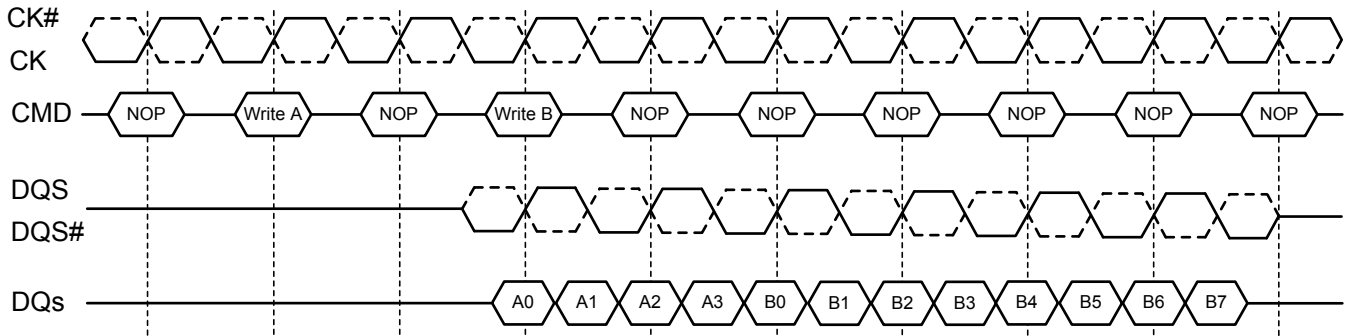 CK#
CK
CMD NOP Write A NOP Write B NOP NOP NOP NOP NOP NOP
DQS
DQS#
DQs A0 A1 A2 A3 B0 B1 B2 B3 B4 B5 B6 B7